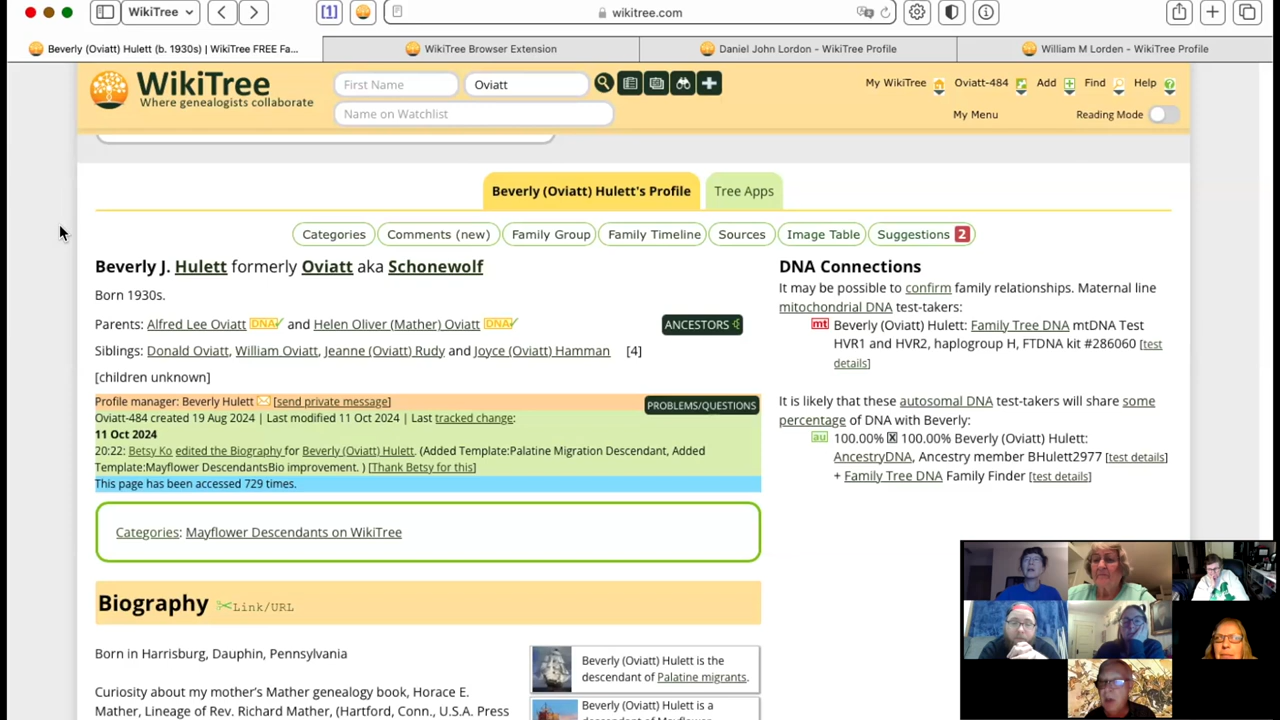 WikiTree
[1]
wikitree.com
Beverly (Oviatt) Hulett (b. 1930s) | WikiTree FREE Fa...
WikiTree Browser Extension
Daniel John Lordon - WikiTree Profile
William M Lorden - WikiTree Profile
WikiTree
Where genealogists collaborate
First Name
Oviatt
My WikiTree
Oviatt-484
Add
Find
Help
Name on Watchlist
My Menu
Reading Mode
Beverly (Oviatt) Hulett's Profile
Tree Apps
Categories
Comments (new)
Family Group
Family Timeline
Sources
Image Table
Suggestions 2
Beverly J. Hulett formerly Oviatt aka Schonewolf
Born 1930s.
Parents: Alfred Lee Oviatt DNA and Helen Oliver (Mather) Oviatt DNA
ANCESTORS
Siblings: Donald Oviatt, William Oviatt, Jeanne (Oviatt) Rudy and Joyce (Oviatt) Hamman [4]
[children unknown]
Profile manager: Beverly Hulett [send private message]
PROBLEMS/QUESTIONS
Oviatt-484 created 19 Aug 2024 | Last modified 11 Oct 2024 | Last tracked change:
11 Oct 2024
20:22: Betsy Ko edited the Biography for Beverly (Oviatt) Hulett. (Added Template:Palatine Migration Descendant, Added
Template:Mayflower DescendantsBio improvement. ) [Thank Betsy for this]
This page has been accessed 729 times.
Categories: Mayflower Descendants on WikiTree
Biography Link/URL
Born in Harrisburg, Dauphin, Pennsylvania
Curiosity about my mother's Mather genealogy book, Horace E.
Mather, Lineage of Rev. Richard Mather, (Hartford, Conn., U.S.A. Press
Beverly (Oviatt) Hulett is the
descendant of Palatine migrants.
Beverly (Oviatt) Hulett is a
descendant of Mayflower
DNA Connections
It may be possible to confirm family relationships. Maternal line
mitochondrial DNA test-takers:
mt Beverly (Oviatt) Hulett: Family Tree DNA mtDNA Test
HVR1 and HVR2, haplogroup H, FTDNA kit #286060 [test
details]
It is likely that these autosomal DNA test-takers will share some
percentage of DNA with Beverly:
au 100.00% X 100.00% Beverly (Oviatt) Hulett:
AncestryDNA, Ancestry member BHulett2977 [test details]
+ Family Tree DNA Family Finder [test details]